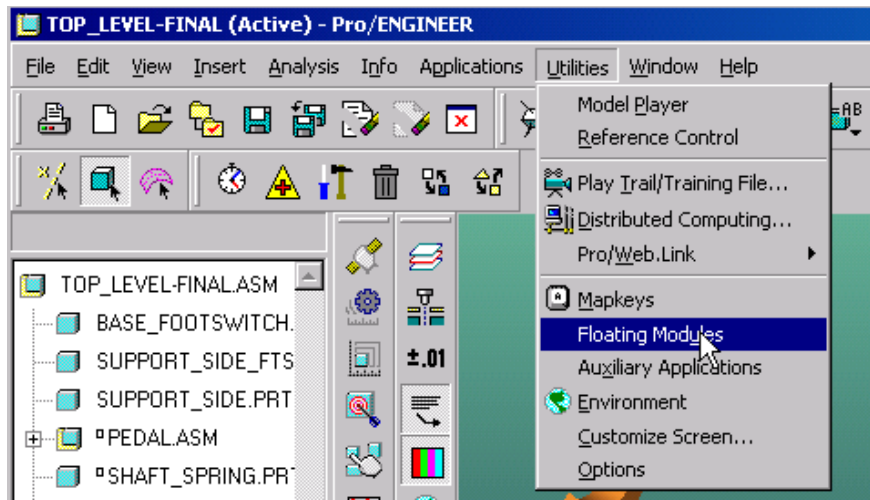 TOP_LEVEL-FINAL (Active) - Pro/ENGINEER
File Edit View Insert Analysis Info Applications Utilities Window Help
Model Player
Reference Control
Play Trail/Training File...
Distributed Computing...
Pro/Web.Link
Mapkeys
Floating Modules
Auxiliary Applications
Environment
Customize Screen...
Options
AB
TOP_LEVEL-FINAL.ASM
BASE_FOOTSWITCH.
SUPPORT_SIDE_FTS
SUPPORT_SIDE.PRT
PEDAL.ASM
SHAFT_SPRING.PR
±.01